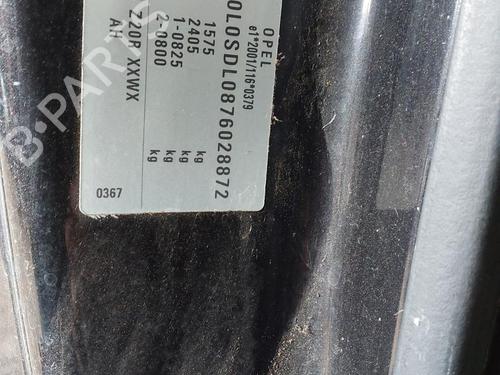 OPEL
e1*2001/116*0379
0L0SDL0876028872
1575 kg
2405 kg
1-0825 kg
2-0800 kg
Z20R XXWX
AH
0367
B-PARTS